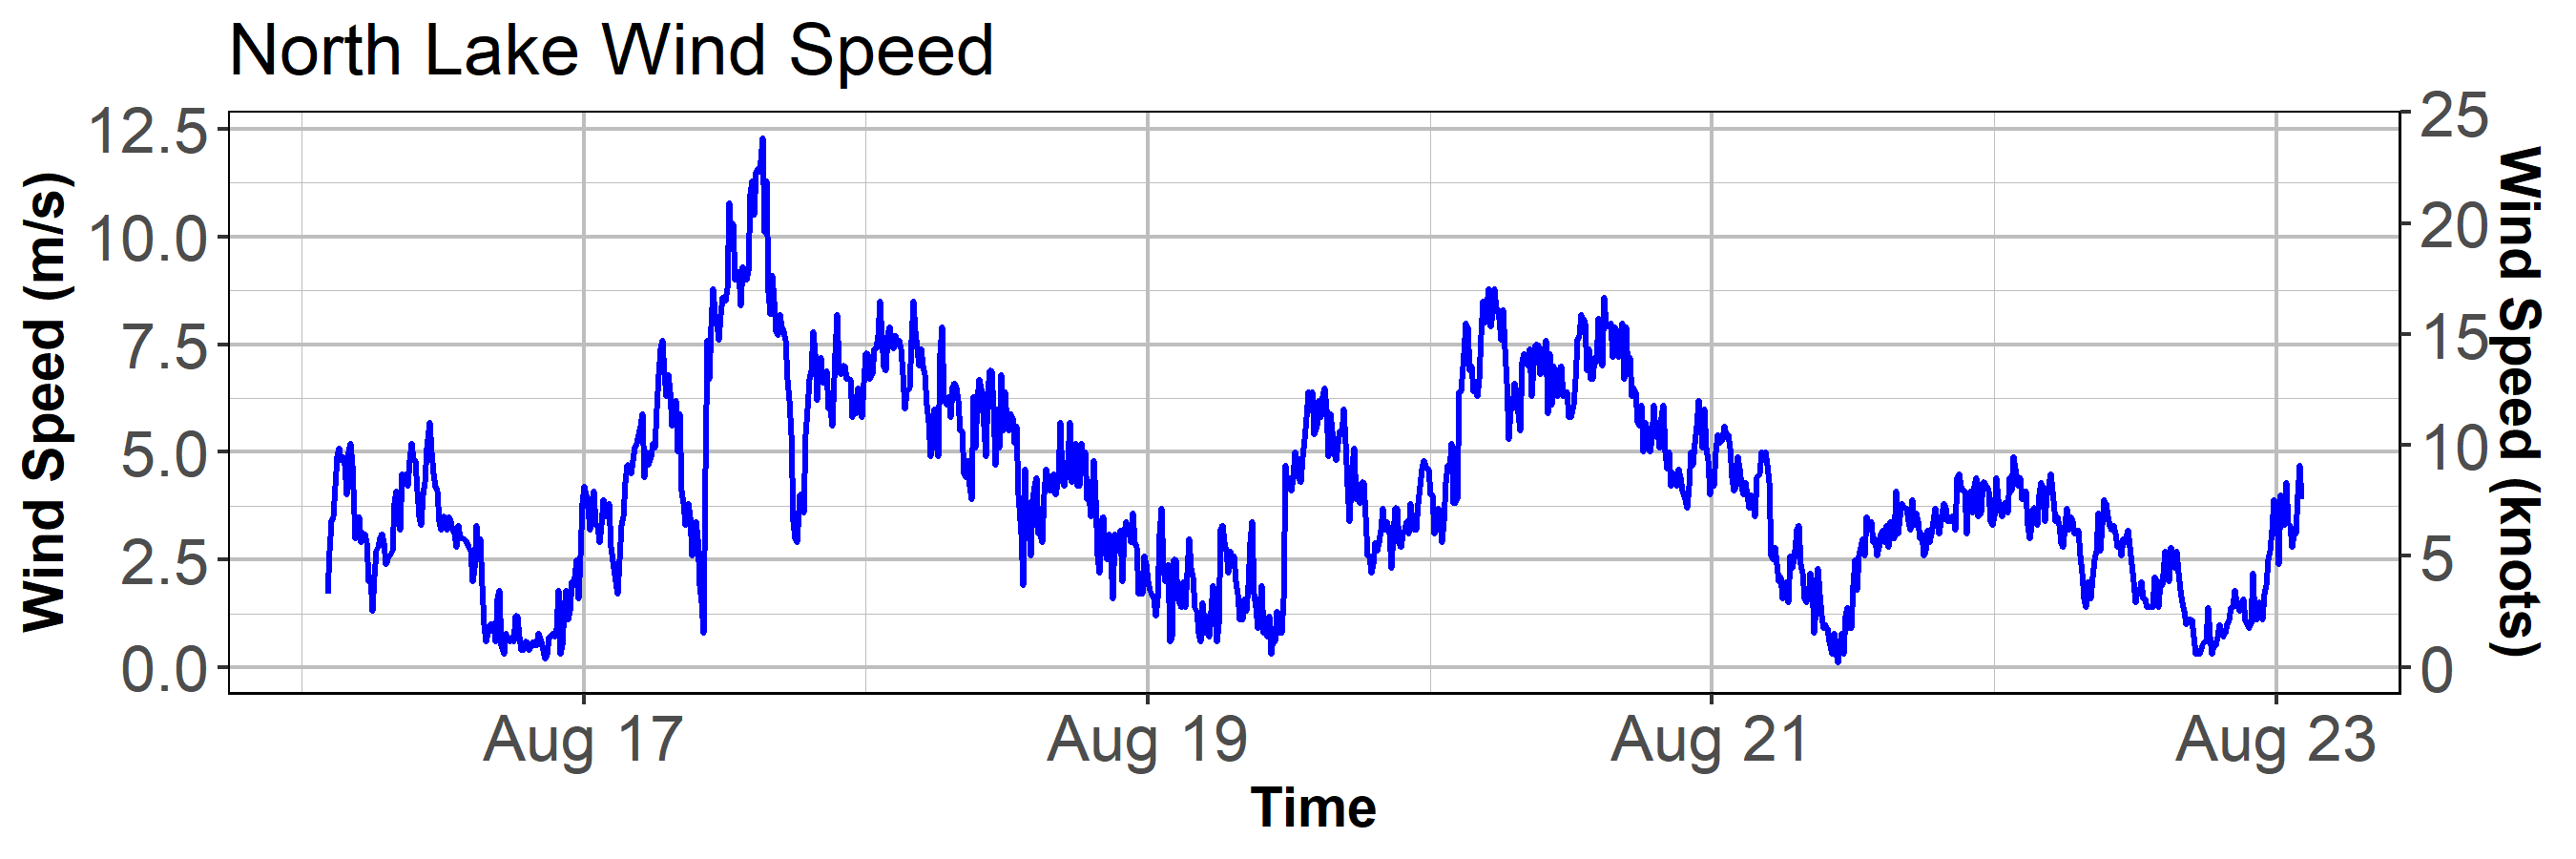 North Lake Wind Speed
Wind Speed (m/s)
12.5
10.0
7.5
5.0
2.5
0.0
25
20
15
10
5
0
Wind Speed (knots)
Aug 17
Aug 19
Aug 21
Aug 23
Time